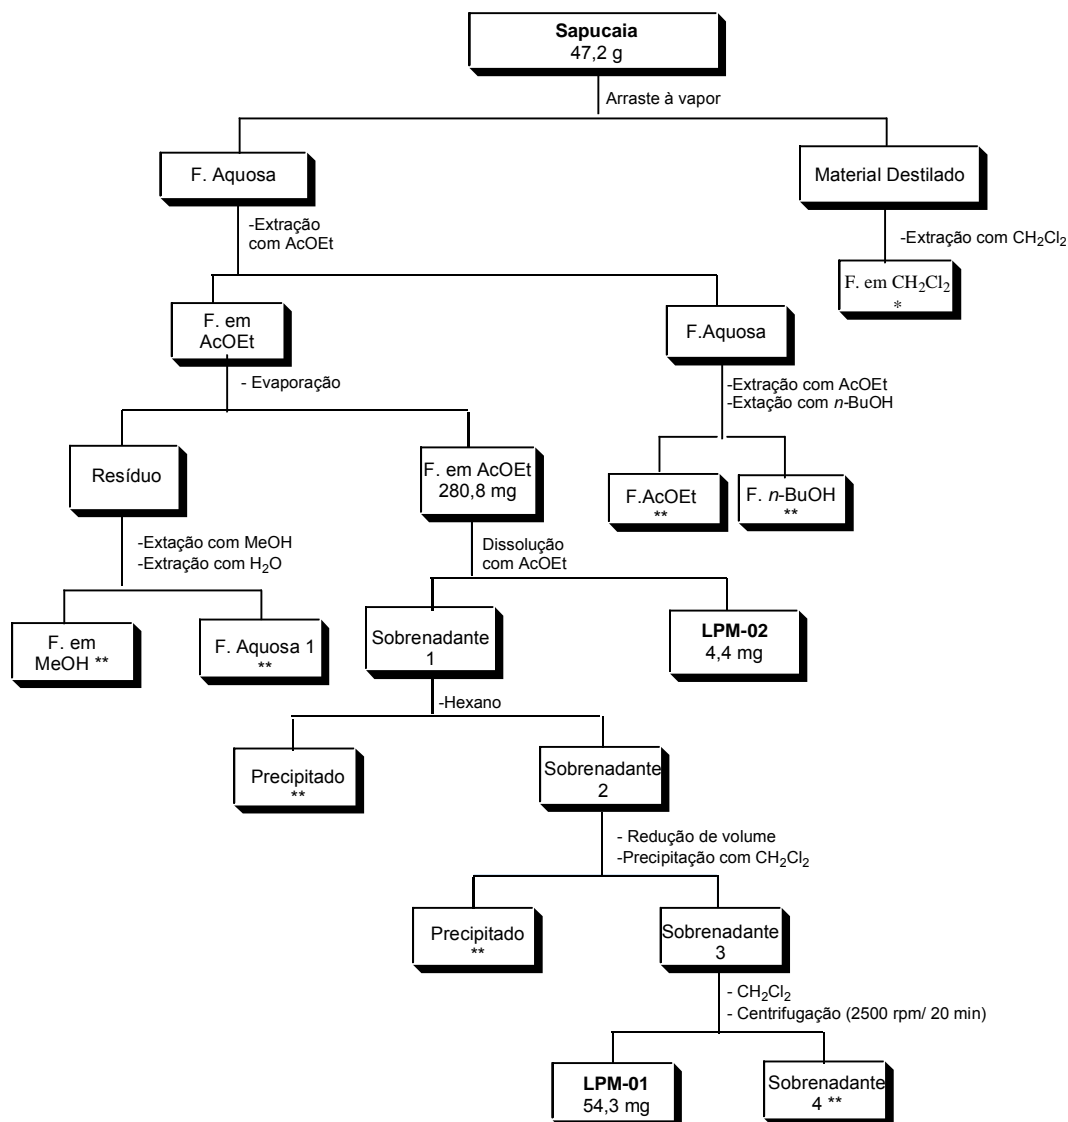 Sapucaia
47,2 g
Arraste à vapor
F. Aquosa
Material Destilado
-Extração
com AcOEt
-Extração com CH2Cl2
F. em CH2Cl2
*
F. em
AcOEt
F.Aquosa
- Evaporação
-Extração com AcOEt
-Extação com n-BuOH
Resíduo
F. em AcOEt
280,8 mg
F.AcOEt
**
F. n-BuOH
**
-Extação com MeOH
-Extração com H2O
Dissolução
com AcOEt
F. em
MeOH **
F. Aquosa 1
**
Sobrenadante
1
LPM-02
4,4 mg
-Hexano
Precipitado
**
Sobrenadante
2
- Redução de volume
-Precipitação com CH2Cl2
Precipitado
**
Sobrenadante
3
- CH2Cl2
- Centrifugação (2500 rpm/ 20 min)
LPM-01
54,3 mg
Sobrenadante
4 **